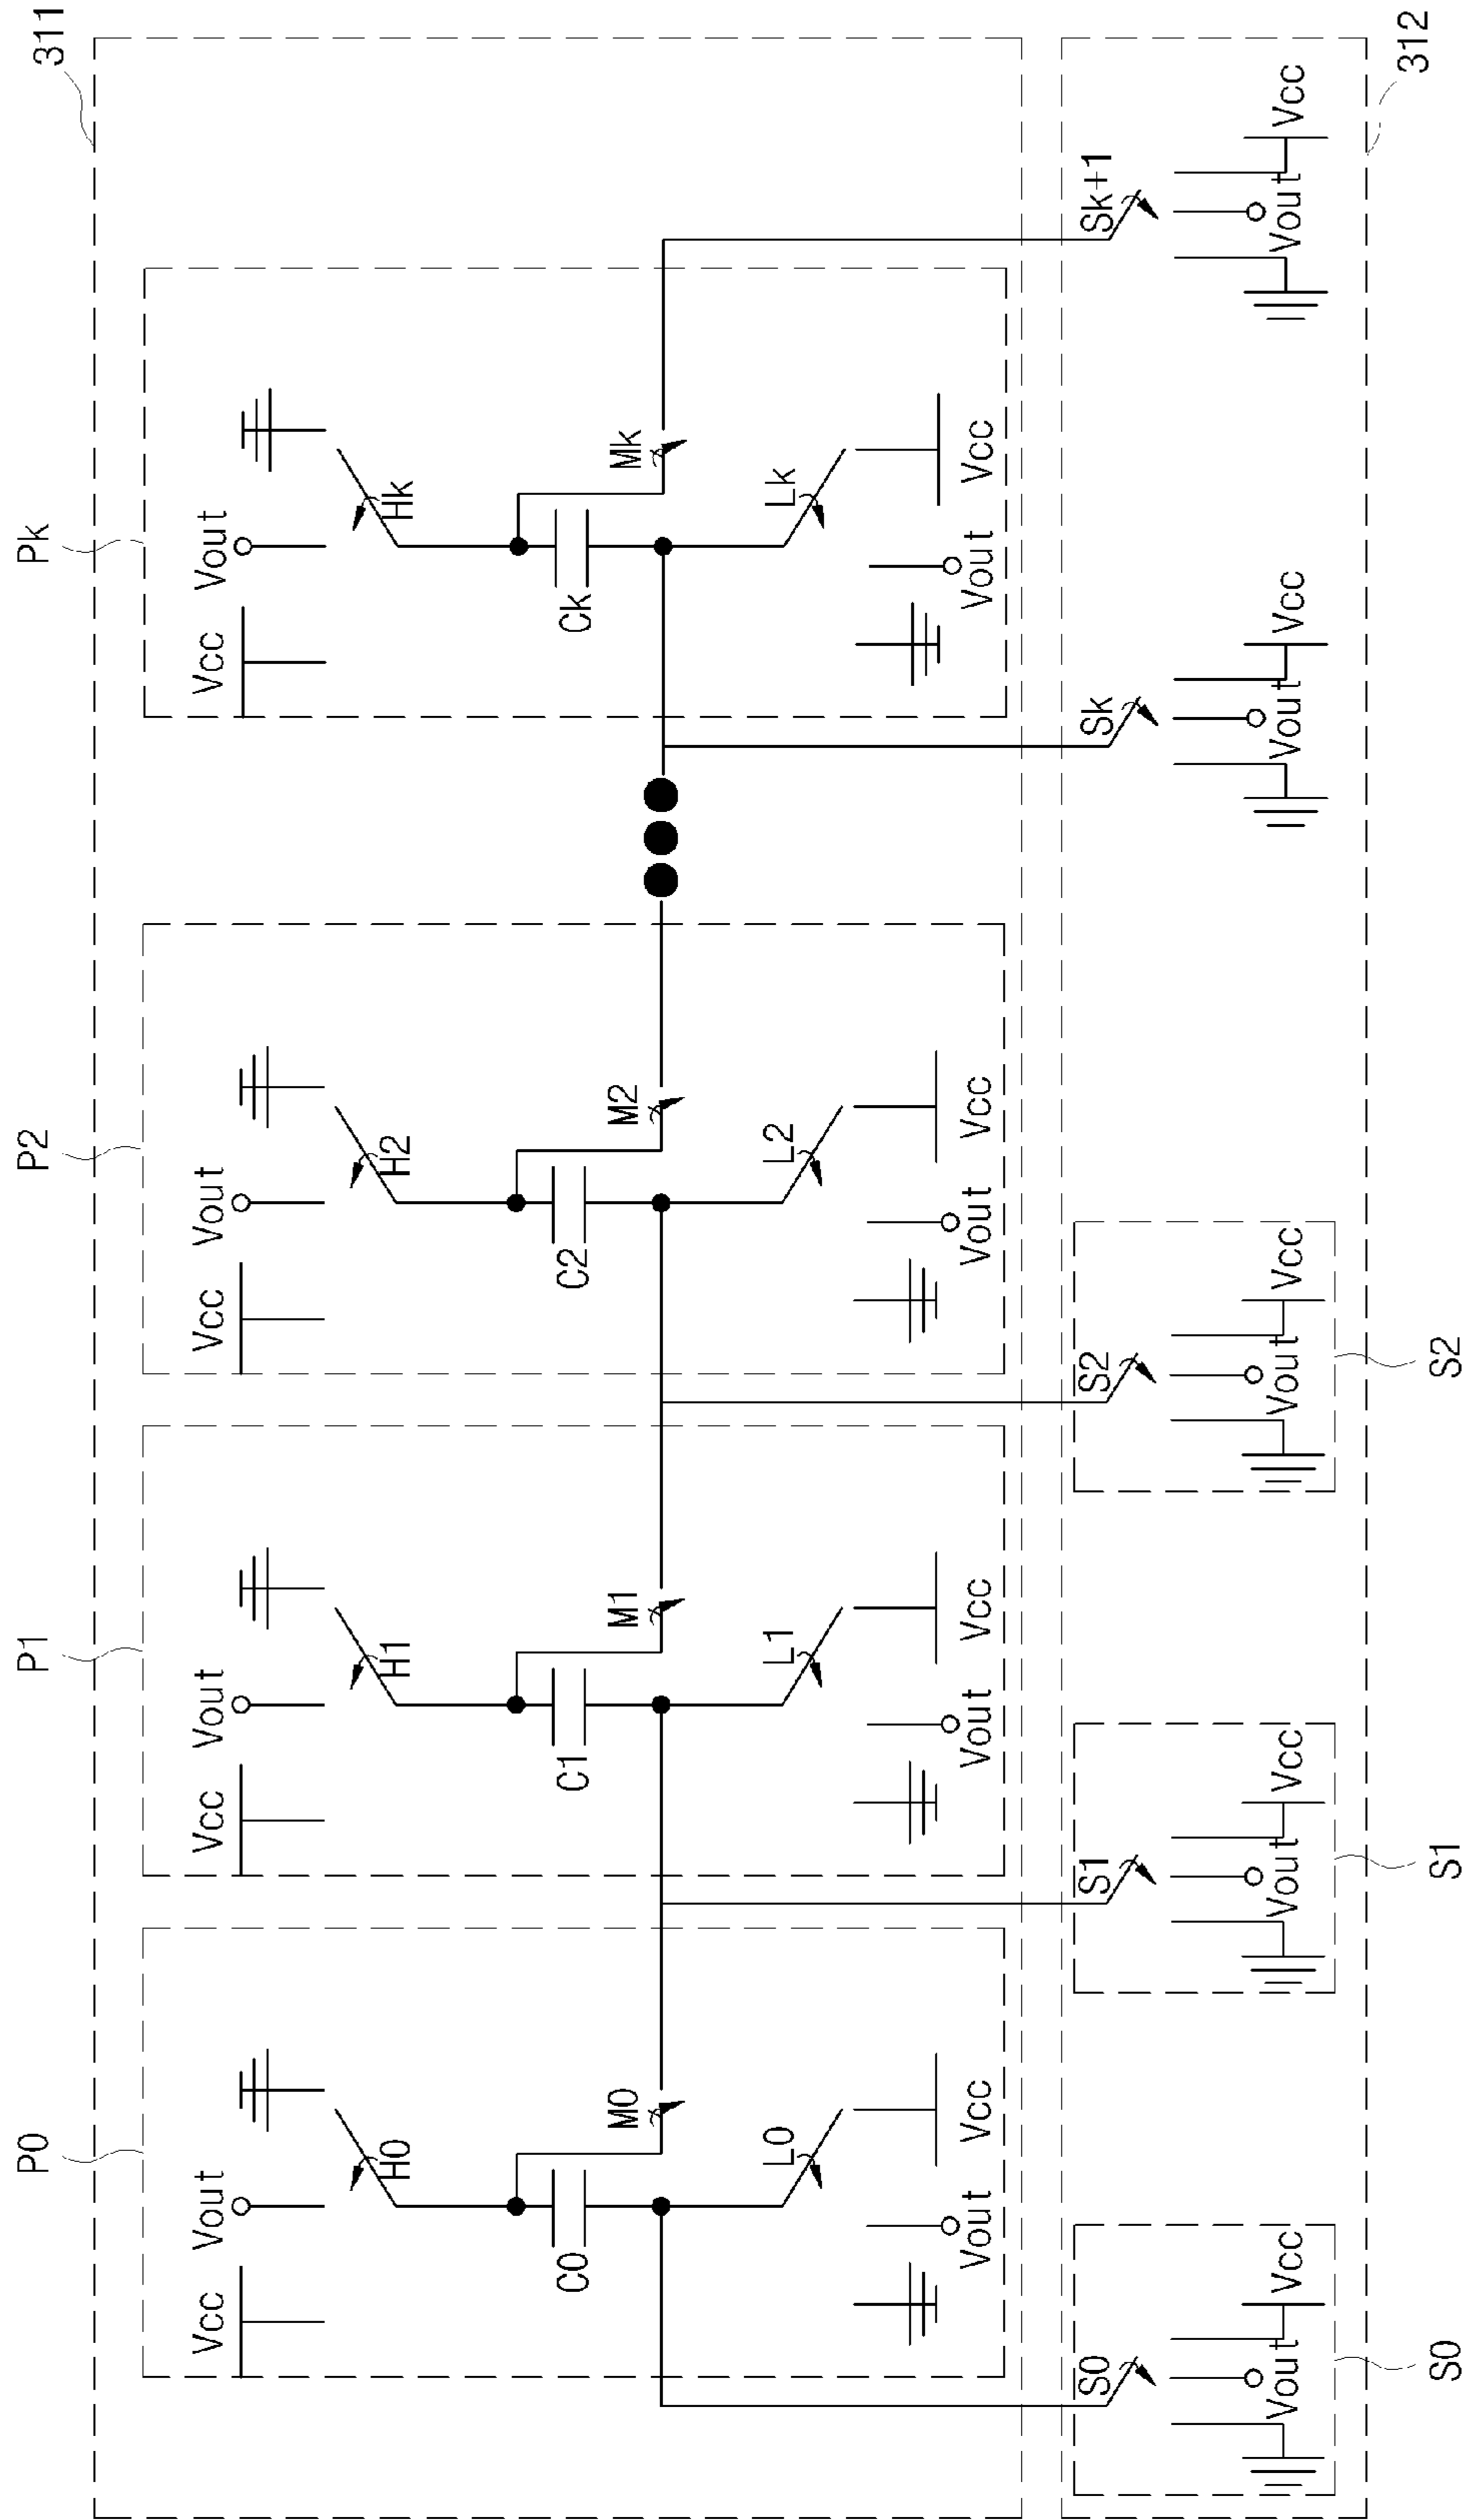 311
P0
P1
P2
Pk
Vcc
Vout
Vcc
Vout
Vcc
Vout
Vcc
Vout
H0
H1
H2
Hk
C0
C1
C2
Ck
M0
M1
M2
Mk
L0
L1
L2
Lk
Vout
Vcc
Vout
Vcc
Vout
Vcc
Vout
Vcc
S0
S1
S2
Sk
Sk+1
Vout
Vcc
Vout
Vcc
Vout
Vcc
Vout
Vcc
Vout
Vcc
312
S0
S1
S2